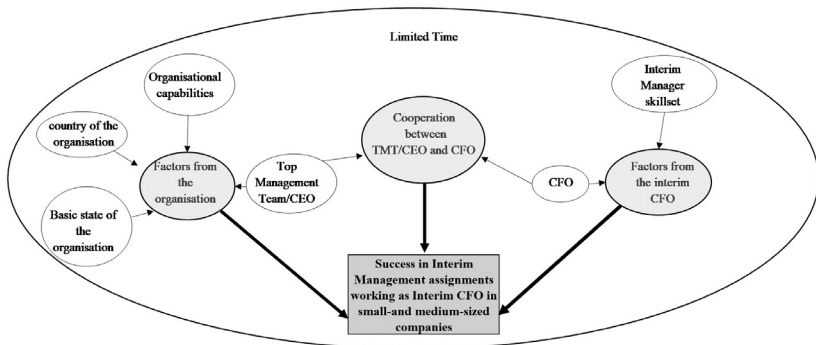 Limited Time
Organisational
capabilities
Interim
Manager
skillset
country of the
organisation
Cooperation
between
TMT/CEO and CFO
Factors from
the
organisation
Top
Management
Team/CEO
CFO
Factors from
the interim
CFO
Basic state of
the
organisation
Success in Interim
Management assignments
working as Interim CFO in
small-and medium-sized
companies